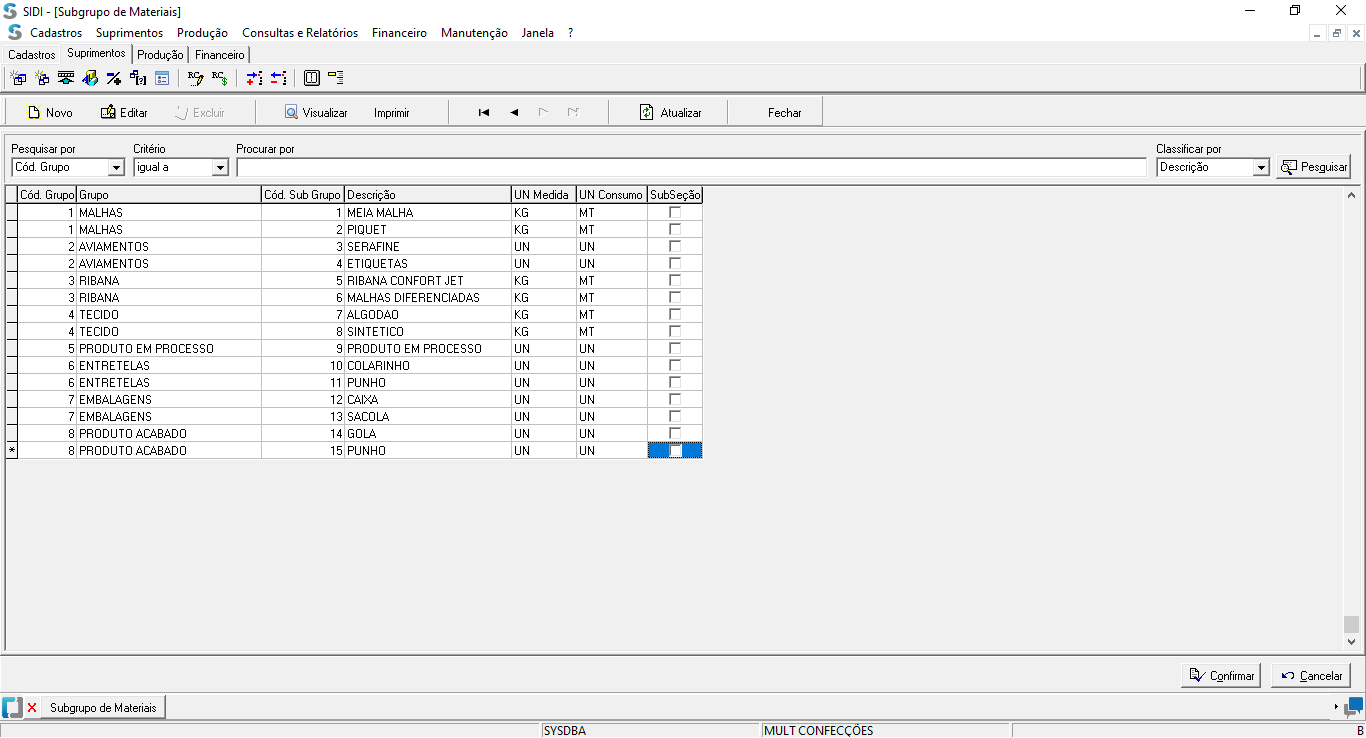 SIDI - [Subgrupo de Materiais]
Cadastros Suprimentos Produção Consultas e Relatórios Financeiro Manutenção Janela ?
Cadastros Suprimentos Produção Financeiro
Novo Editar Excluir Visualizar Imprimir Atualizar Fechar
Pesquisar por Critério Procurar por Classificar por
Cód. Grupo igual a Descrição Pesquisar
Cód. Grupo Grupo Cód. Sub Grupo Descrição UN Medida UN Consumo SubSeção
1 MALHAS 1 MEIA MALHA KG MT
1 MALHAS 2 PIQUET KG MT
2 AVIAMENTOS 3 SERAFINE UN UN
2 AVIAMENTOS 4 ETIQUETAS UN UN
3 RIBANA 5 RIBANA CONFORT JET KG MT
3 RIBANA 6 MALHAS DIFERENCIADAS KG MT
4 TECIDO 7 ALGODAO KG MT
4 TECIDO 8 SINTETICO KG MT
5 PRODUTO EM PROCESSO 9 PRODUTO EM PROCESSO UN UN
6 ENTRETELAS 10 COLARINHO UN UN
6 ENTRETELAS 11 PUNHO UN UN
7 EMBALAGENS 12 CAIXA UN UN
7 EMBALAGENS 13 SACOLA UN UN
8 PRODUTO ACABADO 14 GOLA UN UN
* 8 PRODUTO ACABADO 15 PUNHO UN UN
Confirmar Cancelar
Subgrupo de Materiais
SYSDBA MULT CONFECÇÕES B